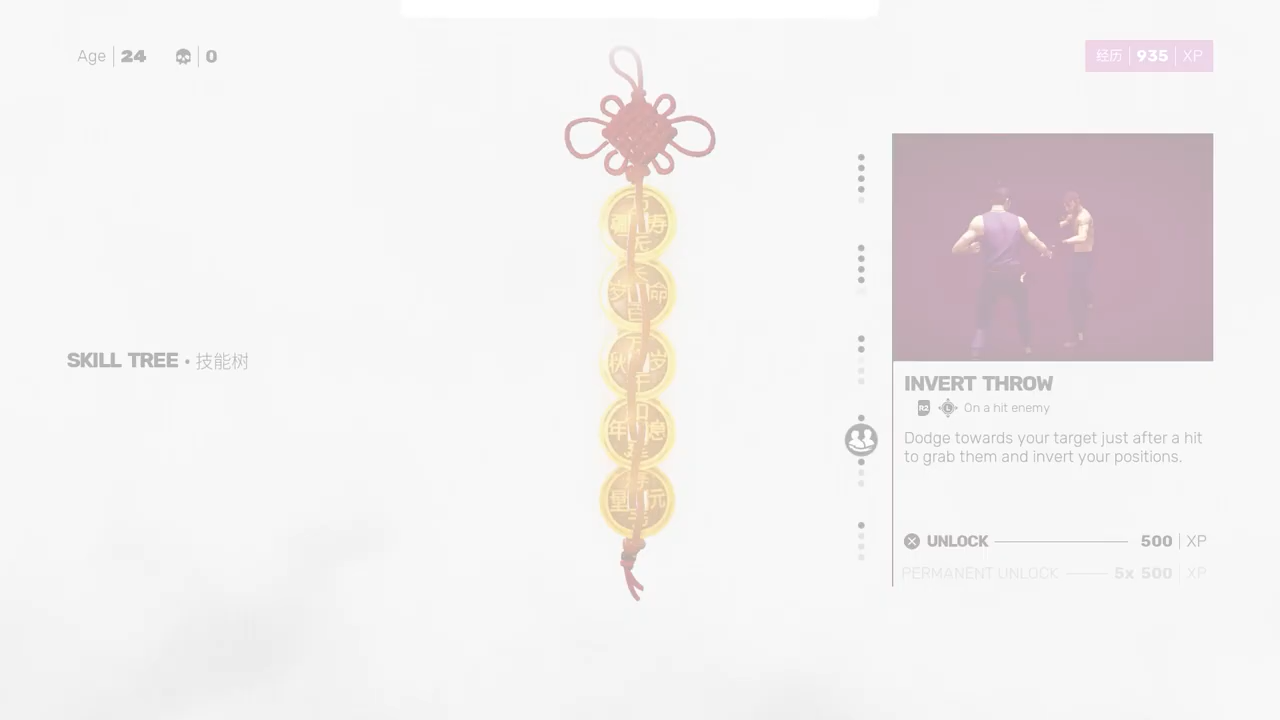 Age 24 0
经历 935 XP
SKILL TREE • 技能树
INVERT THROW
R2 L On a hit enemy
Dodge towards your target just after a hit
to grab them and invert your positions.
UNLOCK 500 XP
PERMANENT UNLOCK 5x 500 XP